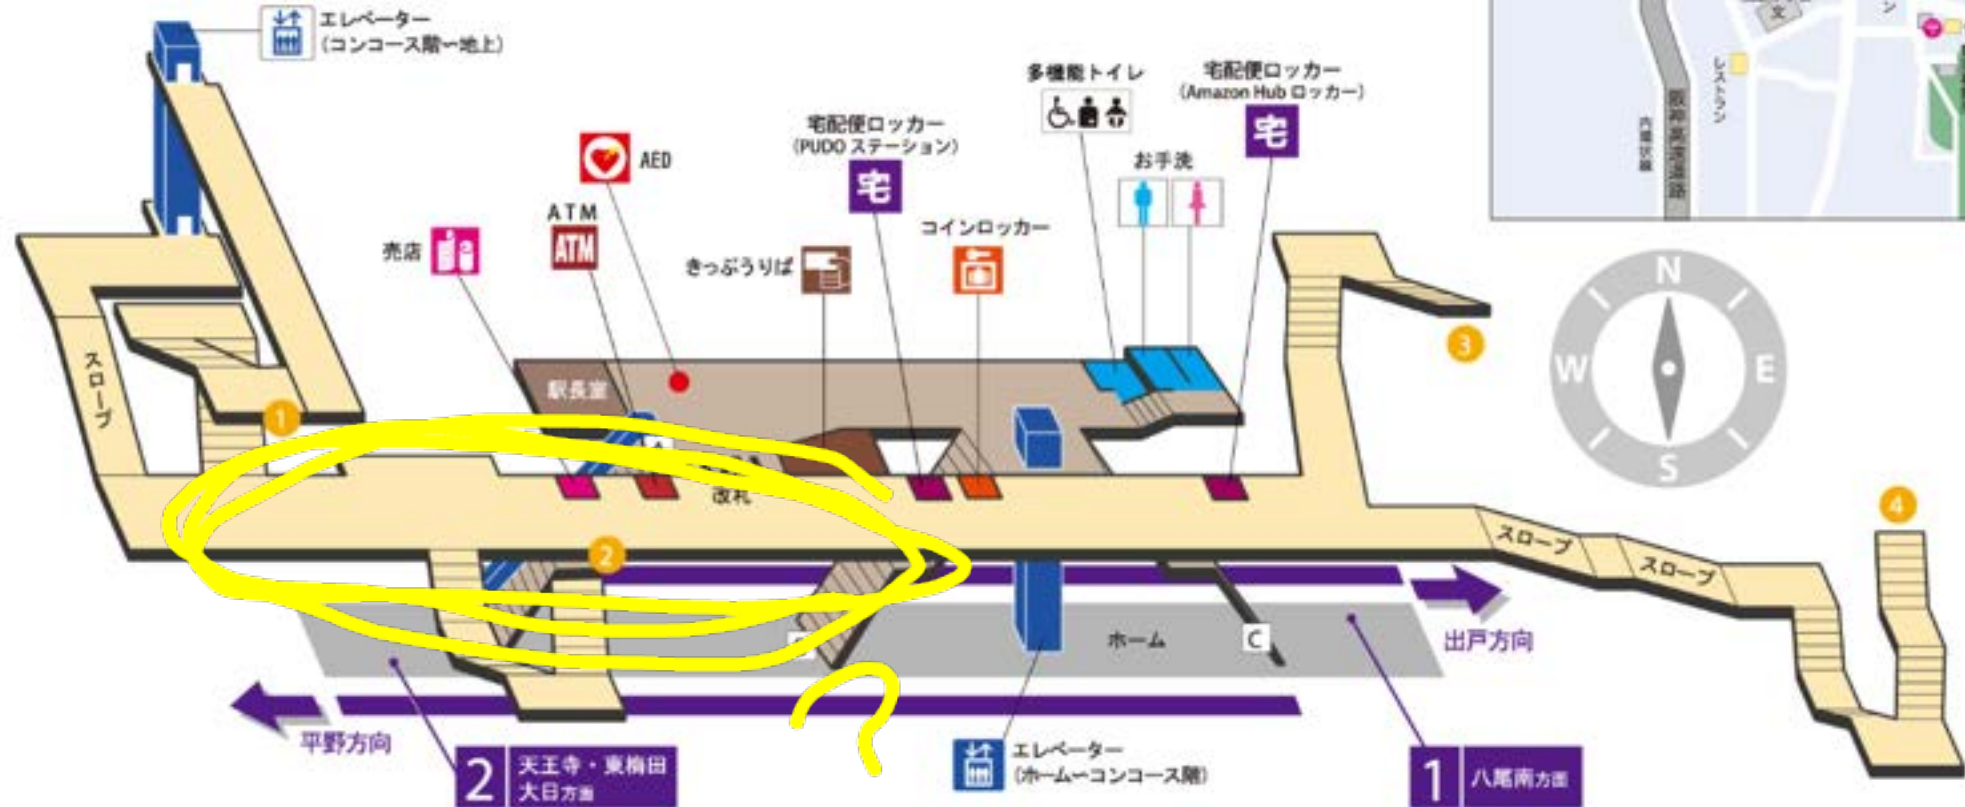 エレベーター
(コンコース階〜地上)
レストラン
内環状線
阪神高速道路
文
ン
多機能トイレ
宅配便ロッカー
(Amazon Hub ロッカー)
宅
宅配便ロッカー
(PUDO ステーション)
宅
お手洗
AED
ATM
ATM
売店
きっぷうりば
コインロッカー
駅長室
改札
スロープ
1
2
3
4
N
W
E
S
スロープ
スロープ
ホーム
C
出戸方向
平野方向
2
天王寺・東梅田
大日方面
エレベーター
(ホーム〜コンコース階)
1
八尾南方面
?